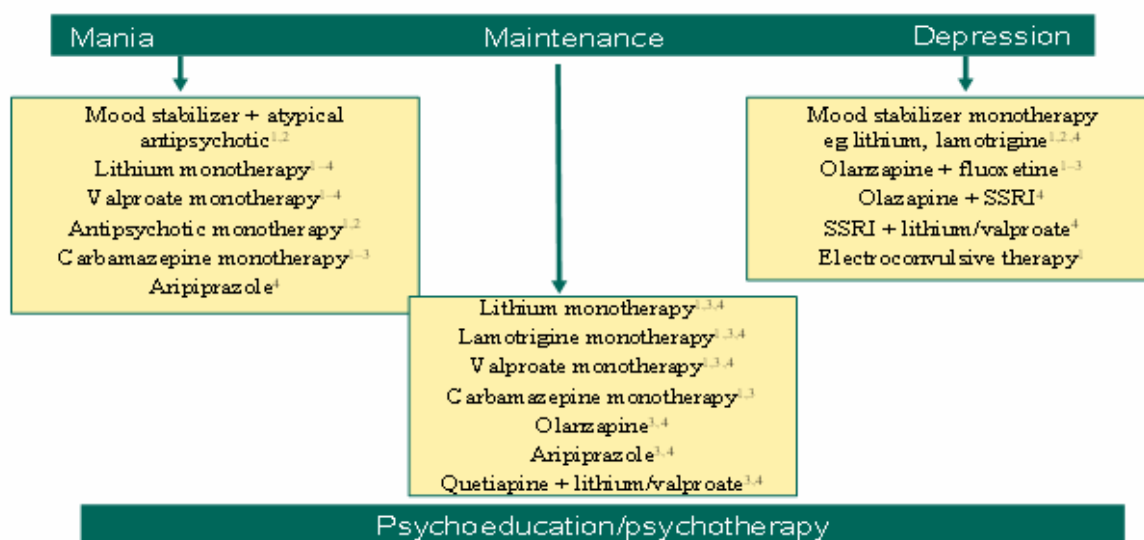 Mania Maintenance Depression
Mood stabilizer + atypical
antipsychotic1,2
Lithium monotherapy1–4
Valproate monotherapy1–4
Antipsychotic monotherapy1,2
Carbamazepine monotherapy1–3
Aripiprazole4
Lithium monotherapy1,3,4
Lamotrigine monotherapy1,3,4
Valproate monotherapy1,3,4
Carbamazepine monotherapy1,3
Olanzapine3,4
Aripiprazole3,4
Quetiapine + lithium/valproate3,4
Mood stabilizer monotherapy
eg lithium, lamotrigine1,2,4
Olanzapine + fluoxetine1–3
Olazapine + SSRI4
SSRI + lithium/valproate4
Electroconvulsive therapy1
Psychoeducation/psychotherapy